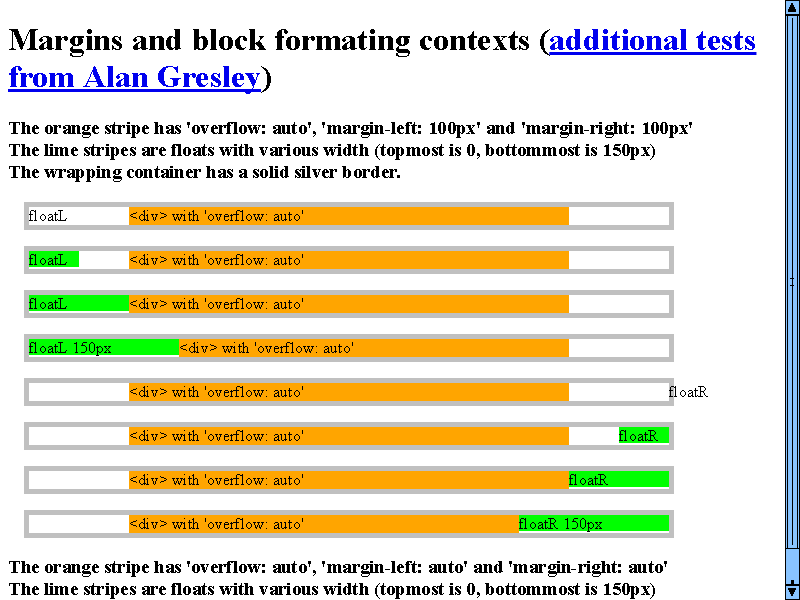 Margins and block formating contexts (additional tests
from Alan Gresley)
The orange stripe has 'overflow: auto', 'margin-left: 100px' and 'margin-right: 100px'
The lime stripes are floats with various width (topmost is 0, bottommost is 150px)
The wrapping container has a solid silver border.
floatL <div> with 'overflow: auto'
floatL <div> with 'overflow: auto'
floatL <div> with 'overflow: auto'
floatL 150px <div> with 'overflow: auto'
<div> with 'overflow: auto' floatR
<div> with 'overflow: auto' floatR
<div> with 'overflow: auto' floatR
<div> with 'overflow: auto' floatR 150px
The orange stripe has 'overflow: auto', 'margin-left: auto' and 'margin-right: auto'
The lime stripes are floats with various width (topmost is 0, bottommost is 150px)